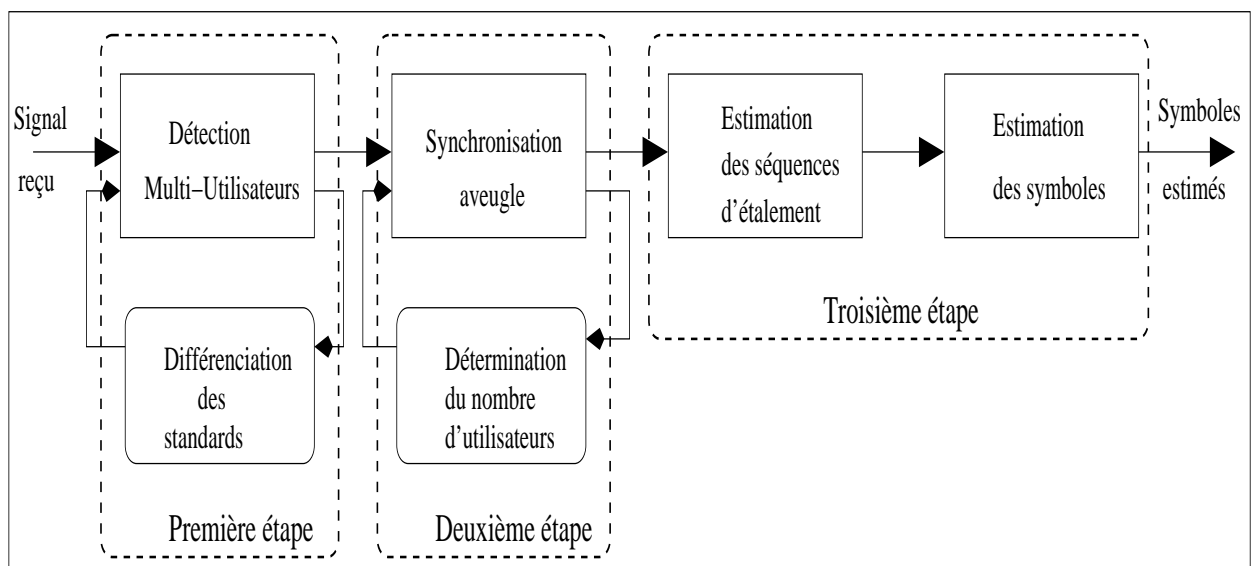 Signal
reçu
Détection
Multi–Utilisateurs
Différenciation
des
standards
Première étape
Synchronisation
aveugle
Détermination
du nombre
d'utilisateurs
Deuxième étape
Estimation
des séquences
d'étalement
Estimation
des symboles
Troisième étape
Symboles
estimés